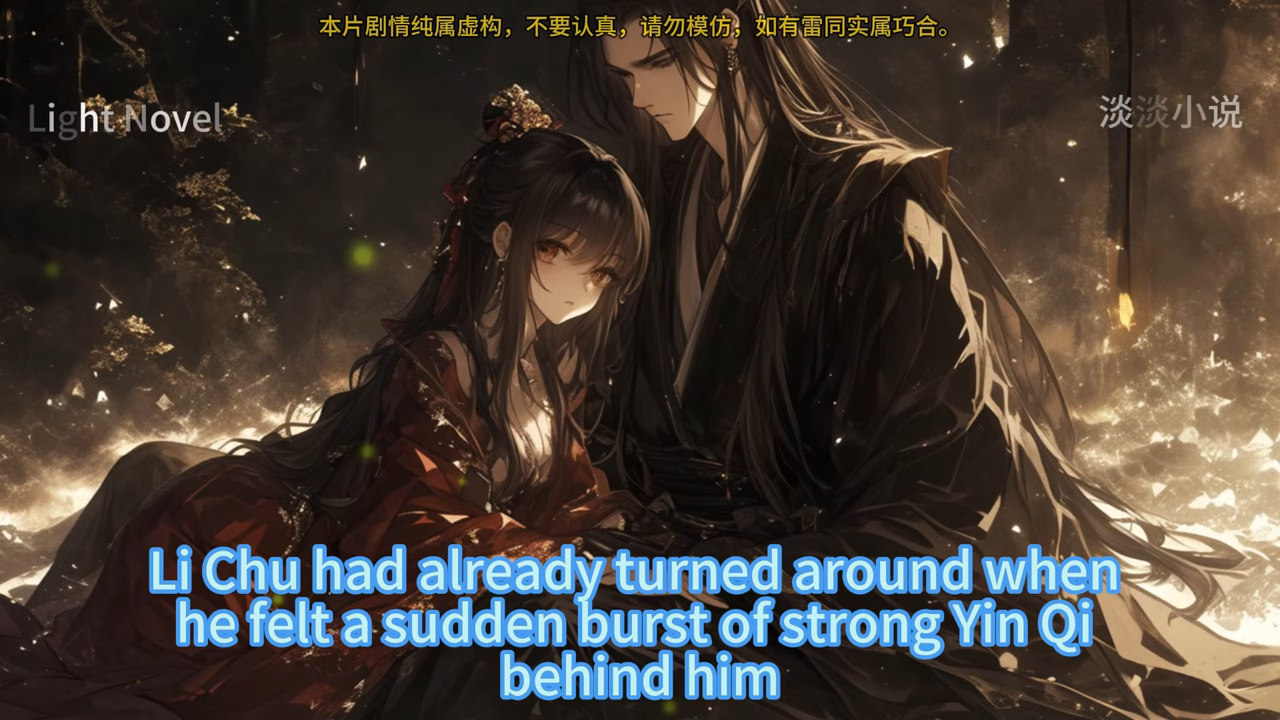 本片剧情纯属虚构，不要认真，请勿模仿，如有雷同实属巧合。
Light Novel
淡淡小说
Li Chu had already turned around when
he felt a sudden burst of strong Yin Qi
behind him